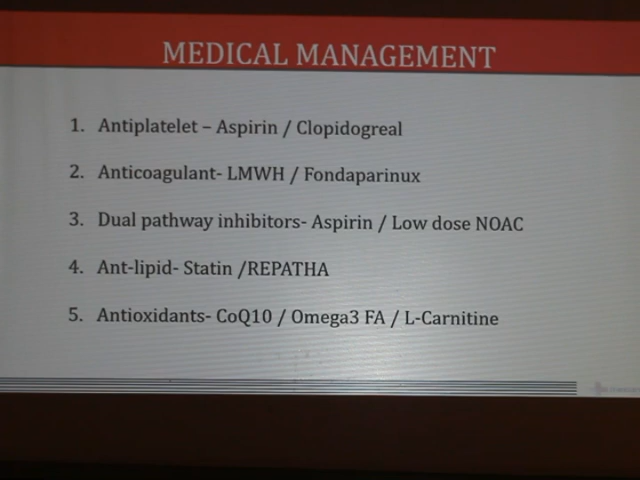 MEDICAL MANAGEMENT
1. Antiplatelet – Aspirin / Clopidogreal
2. Anticoagulant- LMWH / Fondaparinux
3. Dual pathway inhibitors- Aspirin / Low dose NOAC
4. Ant-lipid- Statin /REPATHA
5. Antioxidants- CoQ10 / Omega3 FA / L-Carnitine